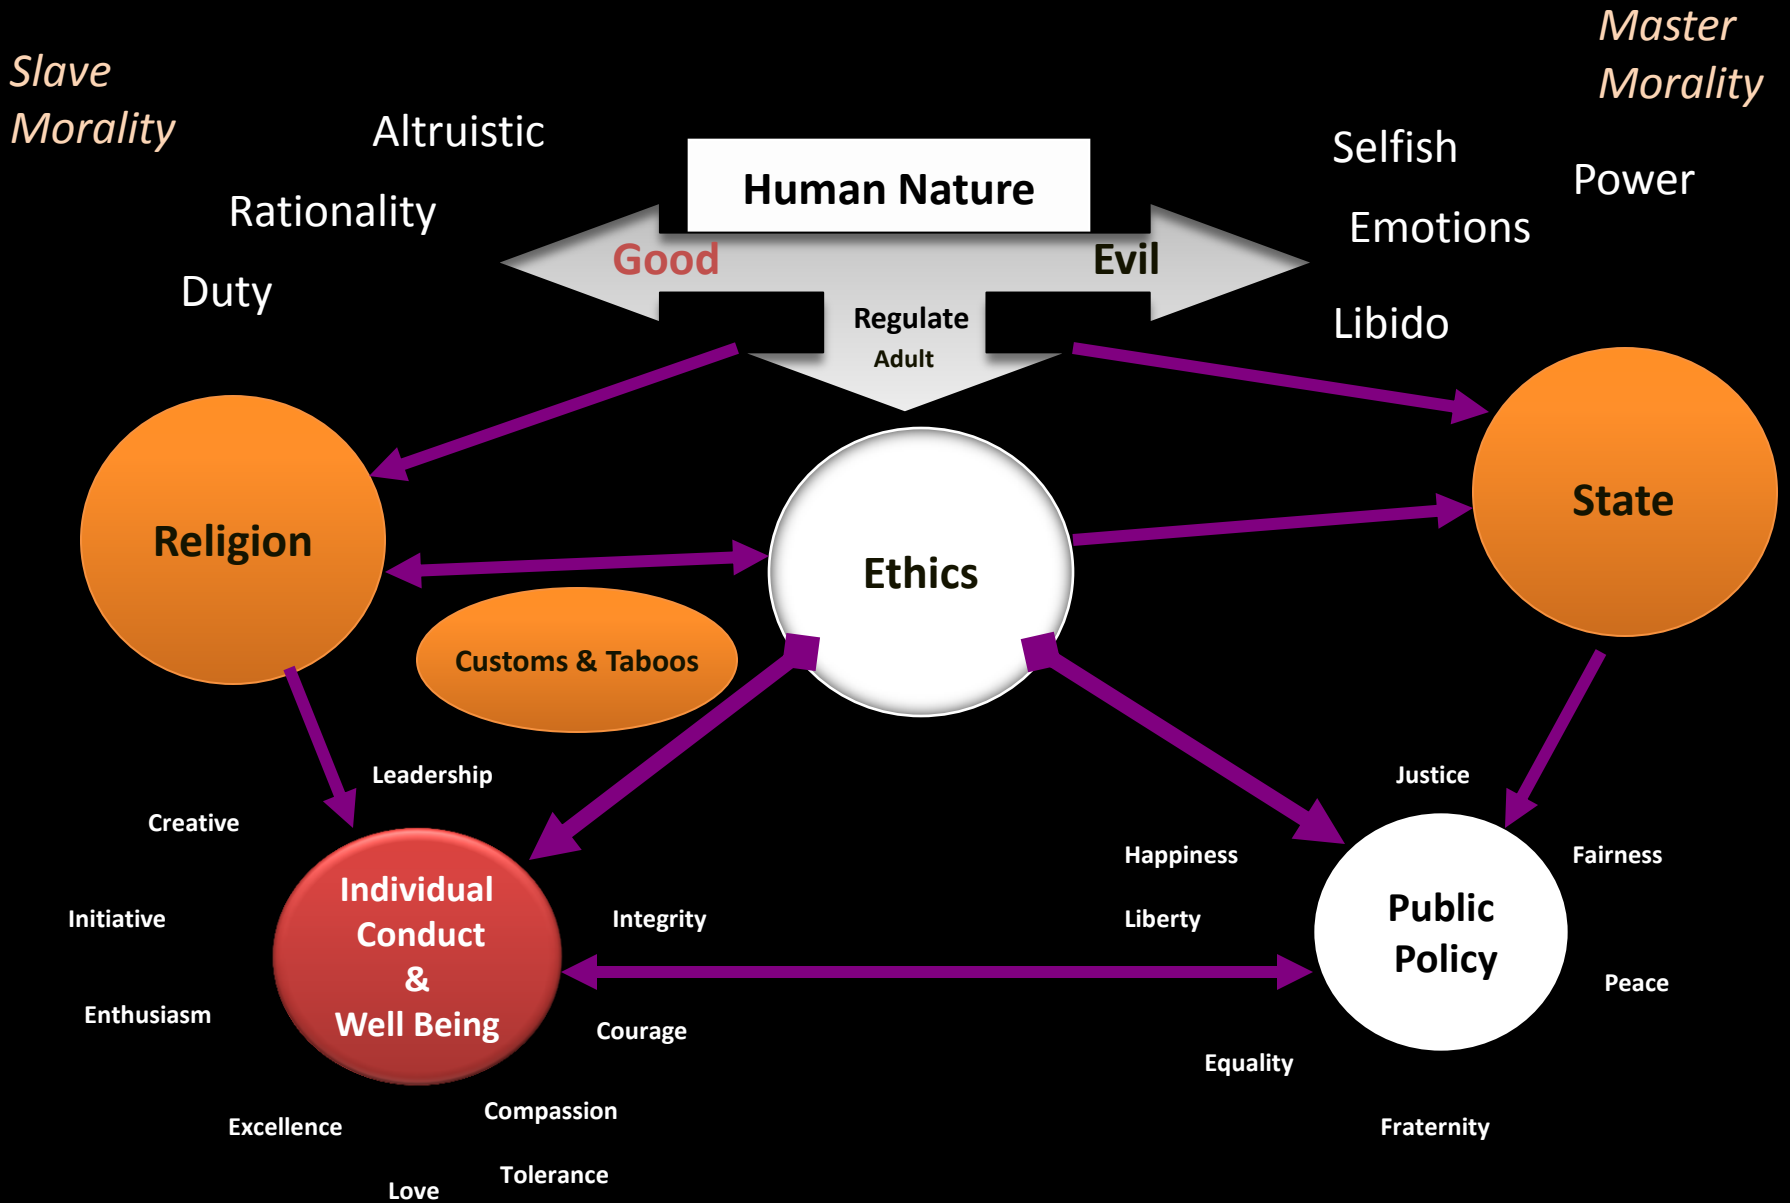 Slave
Morality
Master
Morality
Altruistic
Rationality
Duty
Human Nature
Good
Evil
Regulate
Adult
Selfish
Power
Emotions
Libido
Religion
Ethics
State
Customs & Taboos
Leadership
Creative
Initiative
Enthusiasm
Individual
Conduct
&
Well Being
Integrity
Courage
Compassion
Excellence
Tolerance
Love
Justice
Happiness
Fairness
Liberty
Public
Policy
Peace
Equality
Fraternity